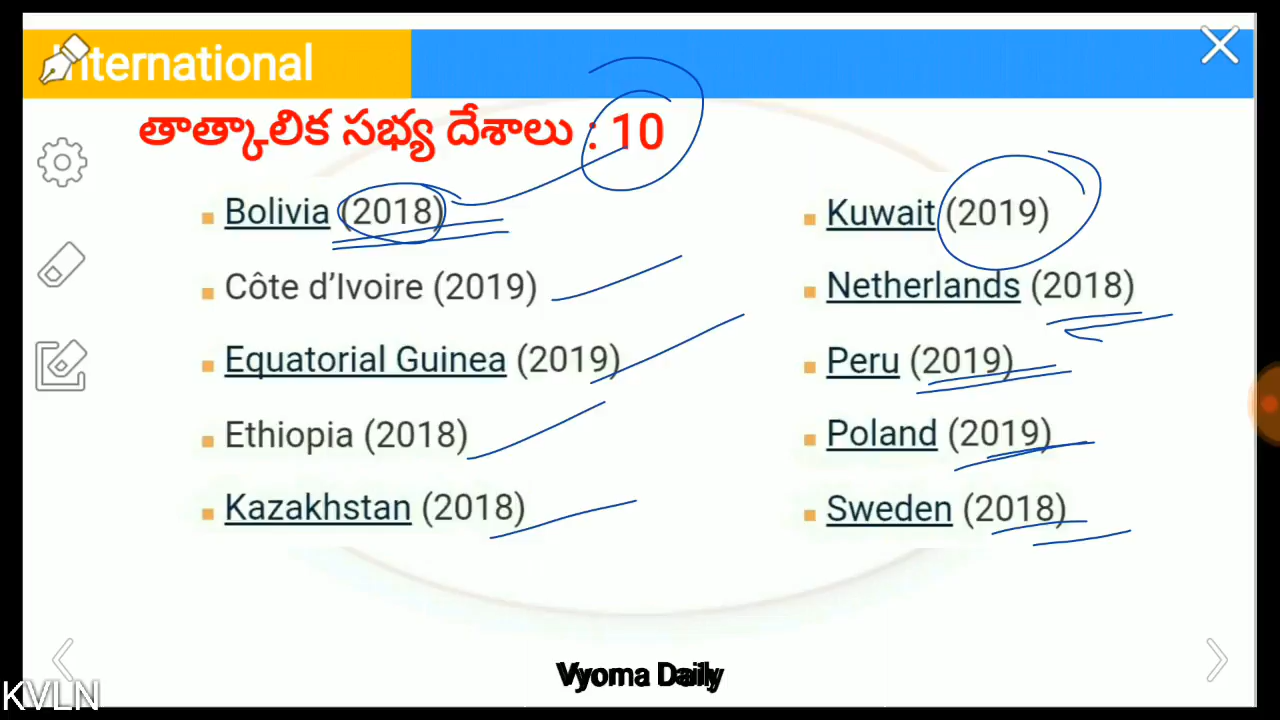 International
తాత్కాలిక సభ్య దేశాలు : 10
Bolivia (2018)
Côte d’Ivoire (2019)
Equatorial Guinea (2019)
Ethiopia (2018)
Kazakhstan (2018)
Kuwait (2019)
Netherlands (2018)
Peru (2019)
Poland (2019)
Sweden (2018)
Vyoma Daily
KVLN